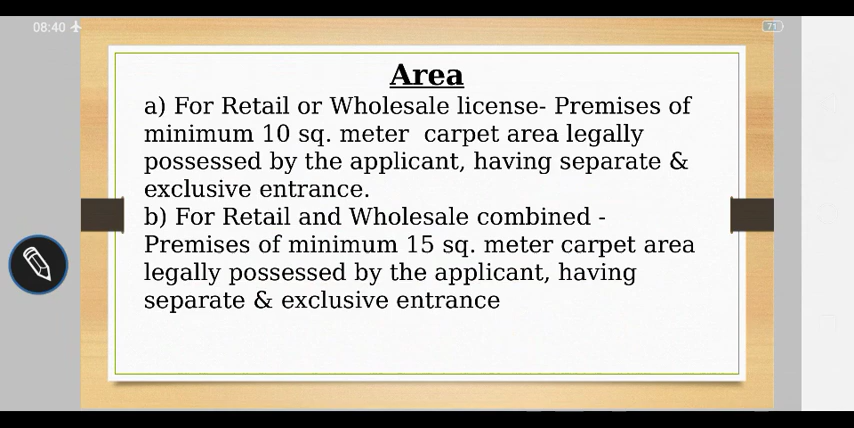 08:40
71
Area
a) For Retail or Wholesale license- Premises of
minimum 10 sq. meter carpet area legally
possessed by the applicant, having separate &
exclusive entrance.
b) For Retail and Wholesale combined -
Premises of minimum 15 sq. meter carpet area
legally possessed by the applicant, having
separate & exclusive entrance